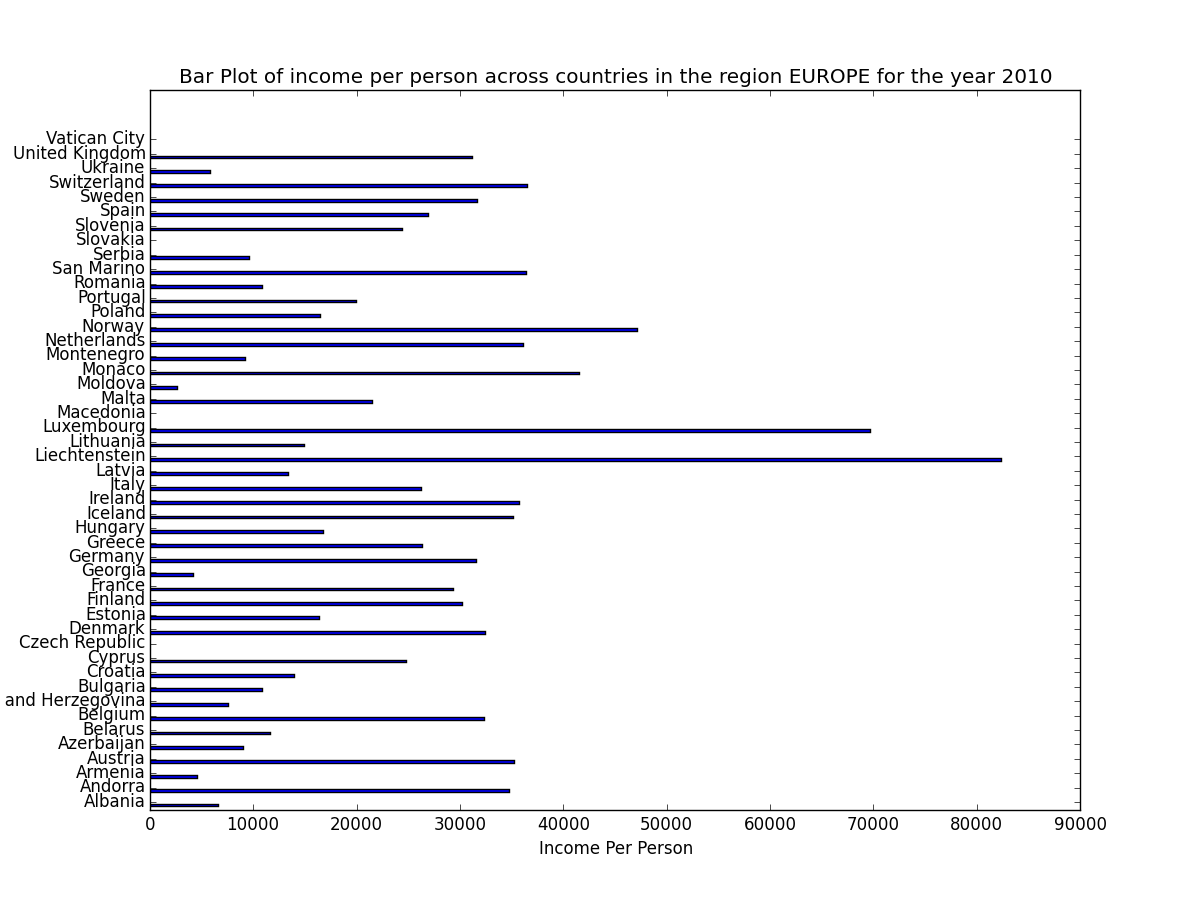 Bar Plot of income per person across countries in the region EUROPE for the year 2010
Vatican City
United Kingdom
Ukraine
Switzerland
Sweden
Spain
Slovenia
Slovakia
Serbia
San Marino
Romania
Portugal
Poland
Norway
Netherlands
Montenegro
Monaco
Moldova
Malta
Macedonia
Luxembourg
Lithuania
Liechtenstein
Latvia
Italy
Ireland
Iceland
Hungary
Greece
Germany
Georgia
France
Finland
Estonia
Denmark
Czech Republic
Cyprus
Croatia
Bulgaria
and Herzegovina
Belgium
Belarus
Azerbaijan
Austria
Armenia
Andorra
Albania
0 10000 20000 30000 40000 50000 60000 70000 80000 90000
Income Per Person